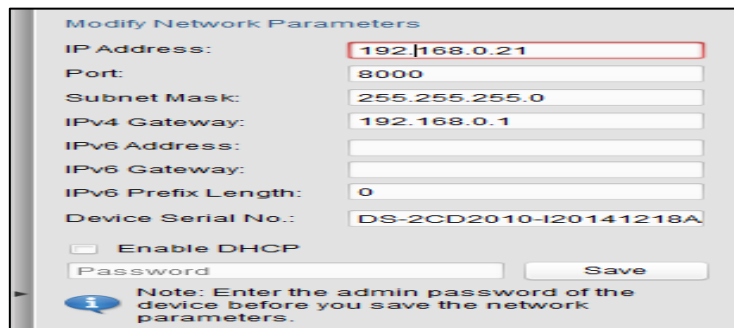 Modify Network Parameters
IP Address: 192.168.0.21
Port: 8000
Subnet Mask: 255.255.255.0
IPv4 Gateway: 192.168.0.1
IPv6 Address:
IPv6 Gateway:
IPv6 Prefix Length: 0
Device Serial No.: DS-2CD2010-I20141218A
Enable DHCP
Password Save
Note: Enter the admin password of the
device before you save the network
parameters.